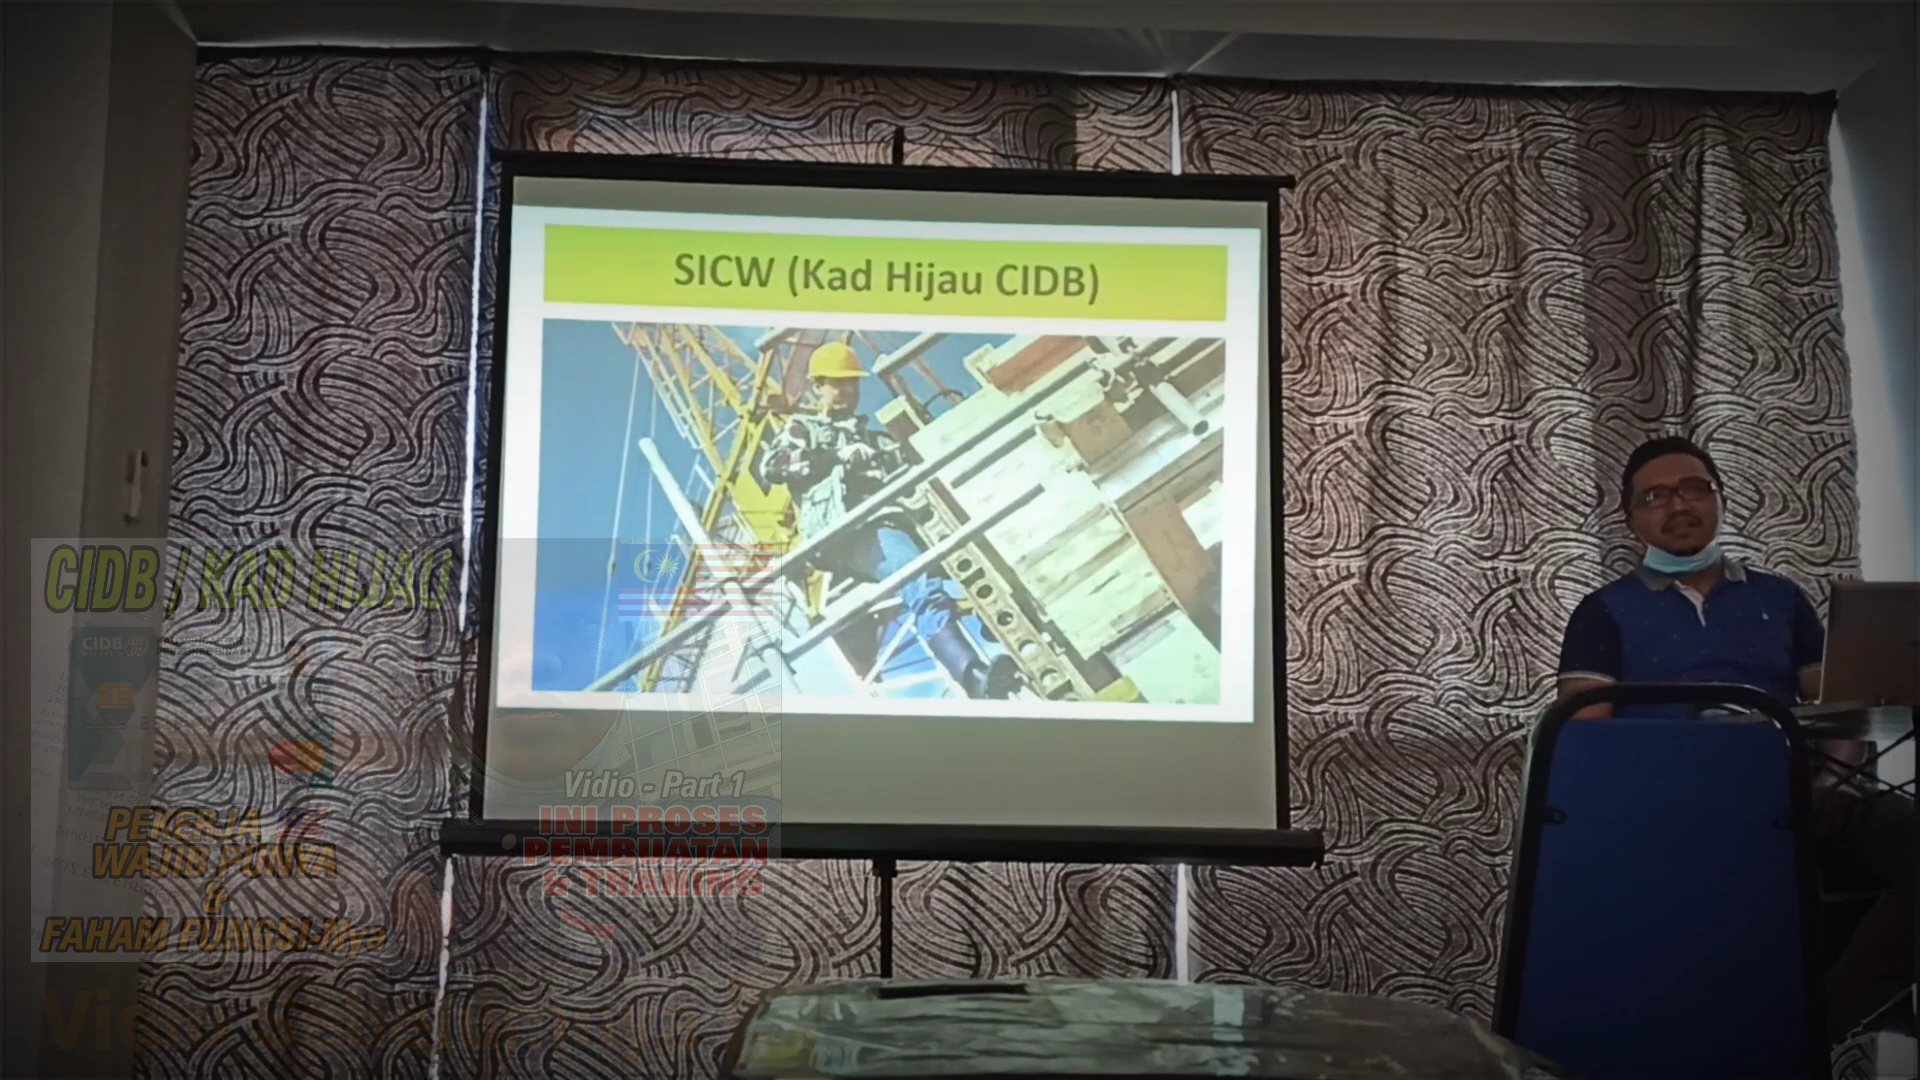 SICW (Kad Hijau CIDB)
CIDB / KAD HIJAU
CIDB
Vidio - Part 1
INI PROSES
PEMBUATAN
& TRAINING
PEKERJA
WAJIB PUNYA
&
FAHAM FUNGSI-Nya